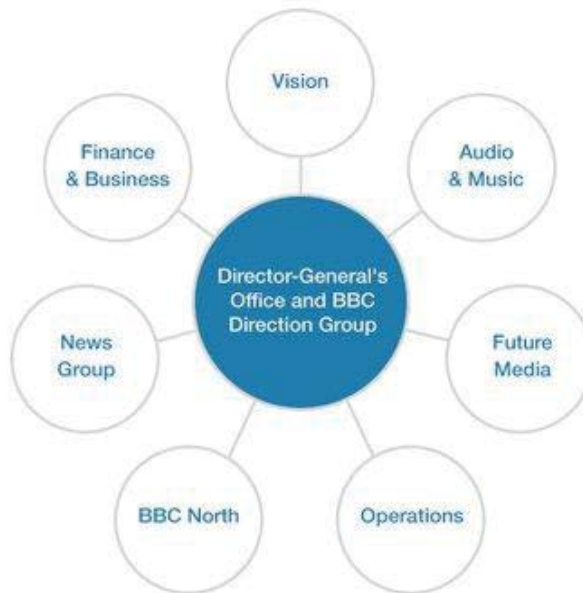 Vision
Finance
& Business
Audio
& Music
Director-General's
Office and BBC
Direction Group
News
Group
Future
Media
BBC North
Operations